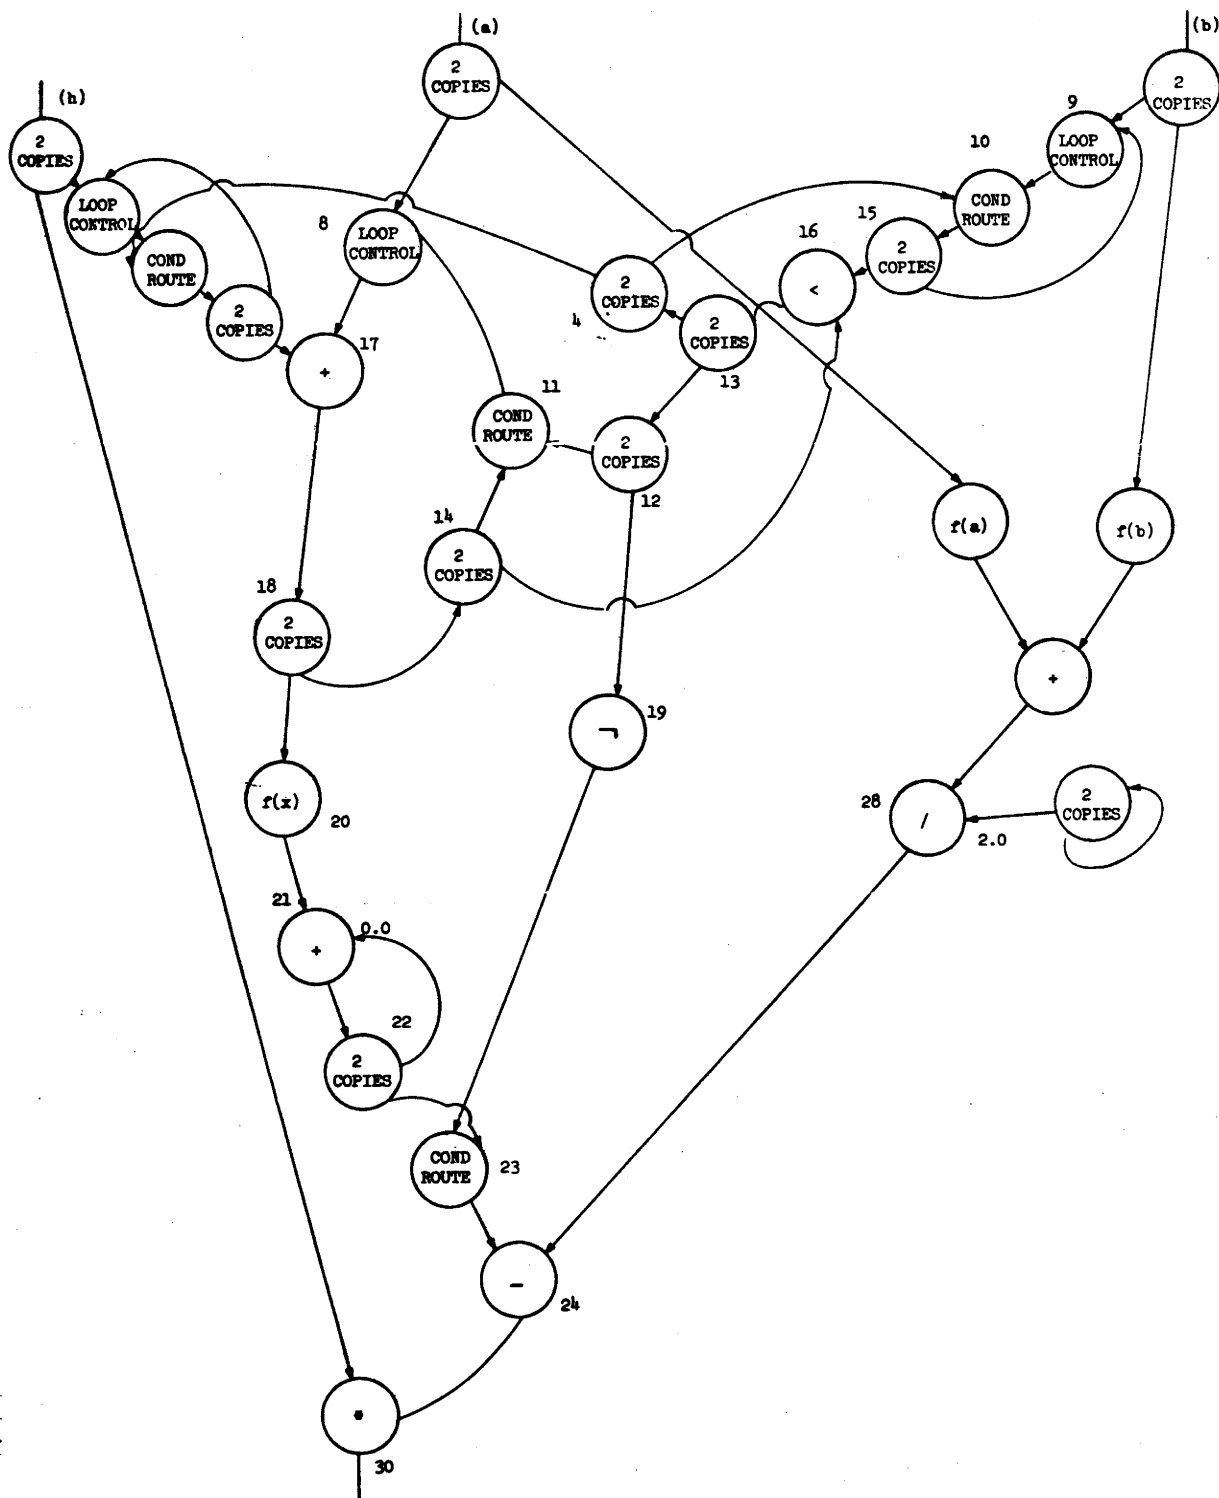 (a)
(b)
(h)
2
COPIES
2
COPIES
2
COPIES
9
LOOP
CONTROL
10
COND
ROUTE
LOOP
CONTROL
8
LOOP
CONTROL
15
2
COPIES
16
<
COND
ROUTE
2
COPIES
4
2
COPIES
13
2
COPIES
17
+
11
COND
ROUTE
2
COPIES
12
14
2
COPIES
f(a)
f(b)
18
2
COPIES
+
19
¬
f(x)
20
28
/
2.0
2
COPIES
21
+
0.0
22
2
COPIES
COND
ROUTE
23
-
24
*
30